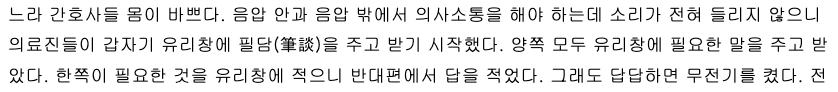 느라 간호사들 몸이 바쁘다. 음압 안과 음압 밖에서 의사소통을 해야 하는데 소리가 전혀 들리지 않으니
의료진들이 갑자기 유리창에 필담(筆談)을 주고 받기 시작했다. 양쪽 모두 유리창에 필요한 말을 주고 받
았다. 한쪽이 필요한 것을 유리창에 적으니 반대편에서 답을 적었다. 그래도 답답하면 무전기를 켰다. 전